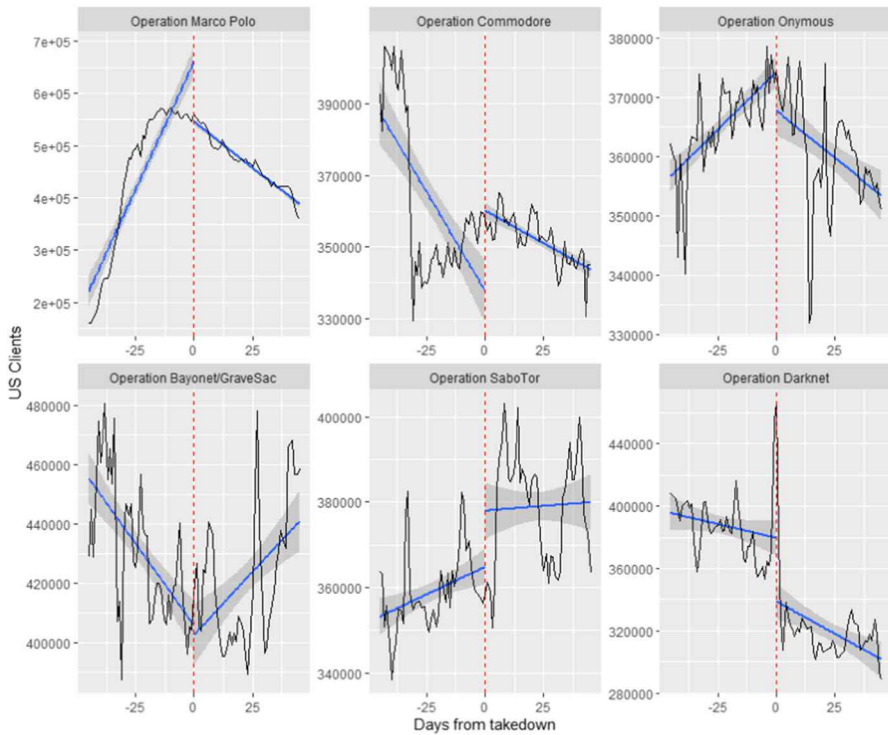 Operation Marco Polo
Operation Commodore
Operation Onymous
7e+05
6e+05
5e+05
4e+05
3e+05
2e+05
-25 0 25
390000
370000
350000
330000
-25 0 25
380000
370000
360000
350000
340000
330000
-25 0 25
US Clients
Operation Bayonet/GraveSac
Operation SaboTor
Operation Darknet
480000
460000
440000
420000
400000
-25 0 25
400000
380000
360000
340000
-25 0 25
440000
400000
360000
320000
280000
-25 0 25
Days from takedown